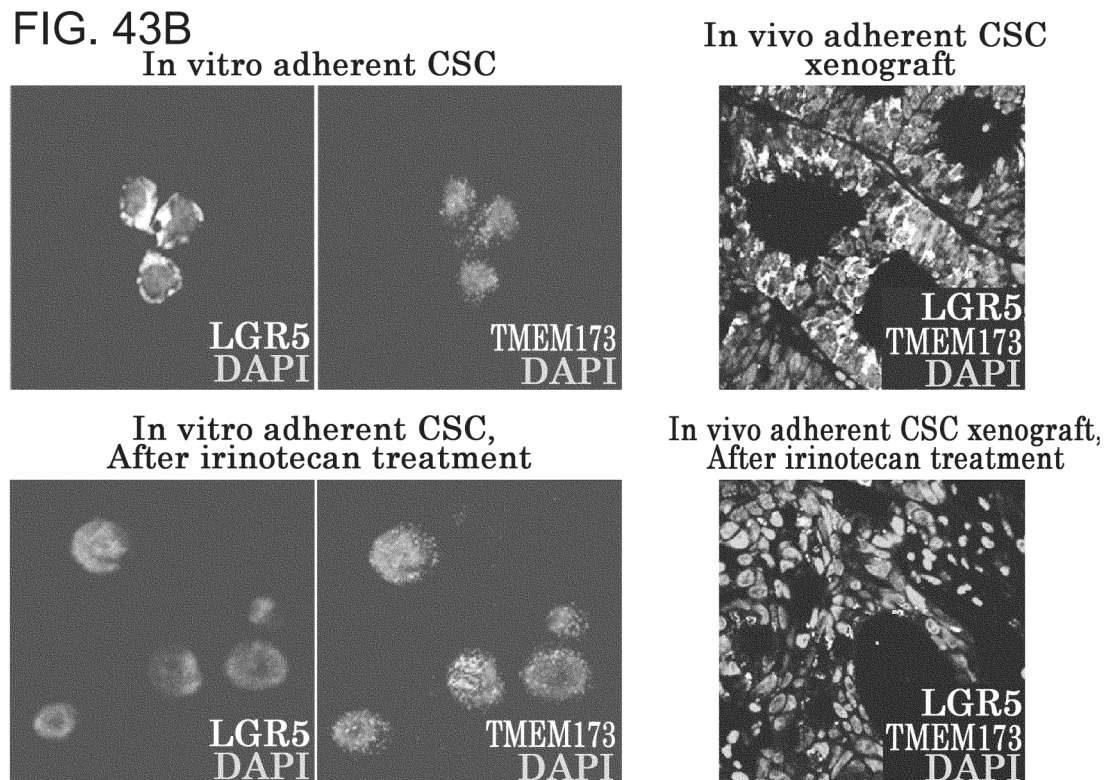 FIG. 43B
In vitro adherent CSC
In vivo adherent CSC
xenograft
LGR5
DAPI
TMEM173
DAPI
LGR5
TMEM173
DAPI
In vitro adherent CSC,
After irinotecan treatment
In vivo adherent CSC xenograft,
After irinotecan treatment
LGR5
DAPI
TMEM173
DAPI
LGR5
TMEM173
DAPI